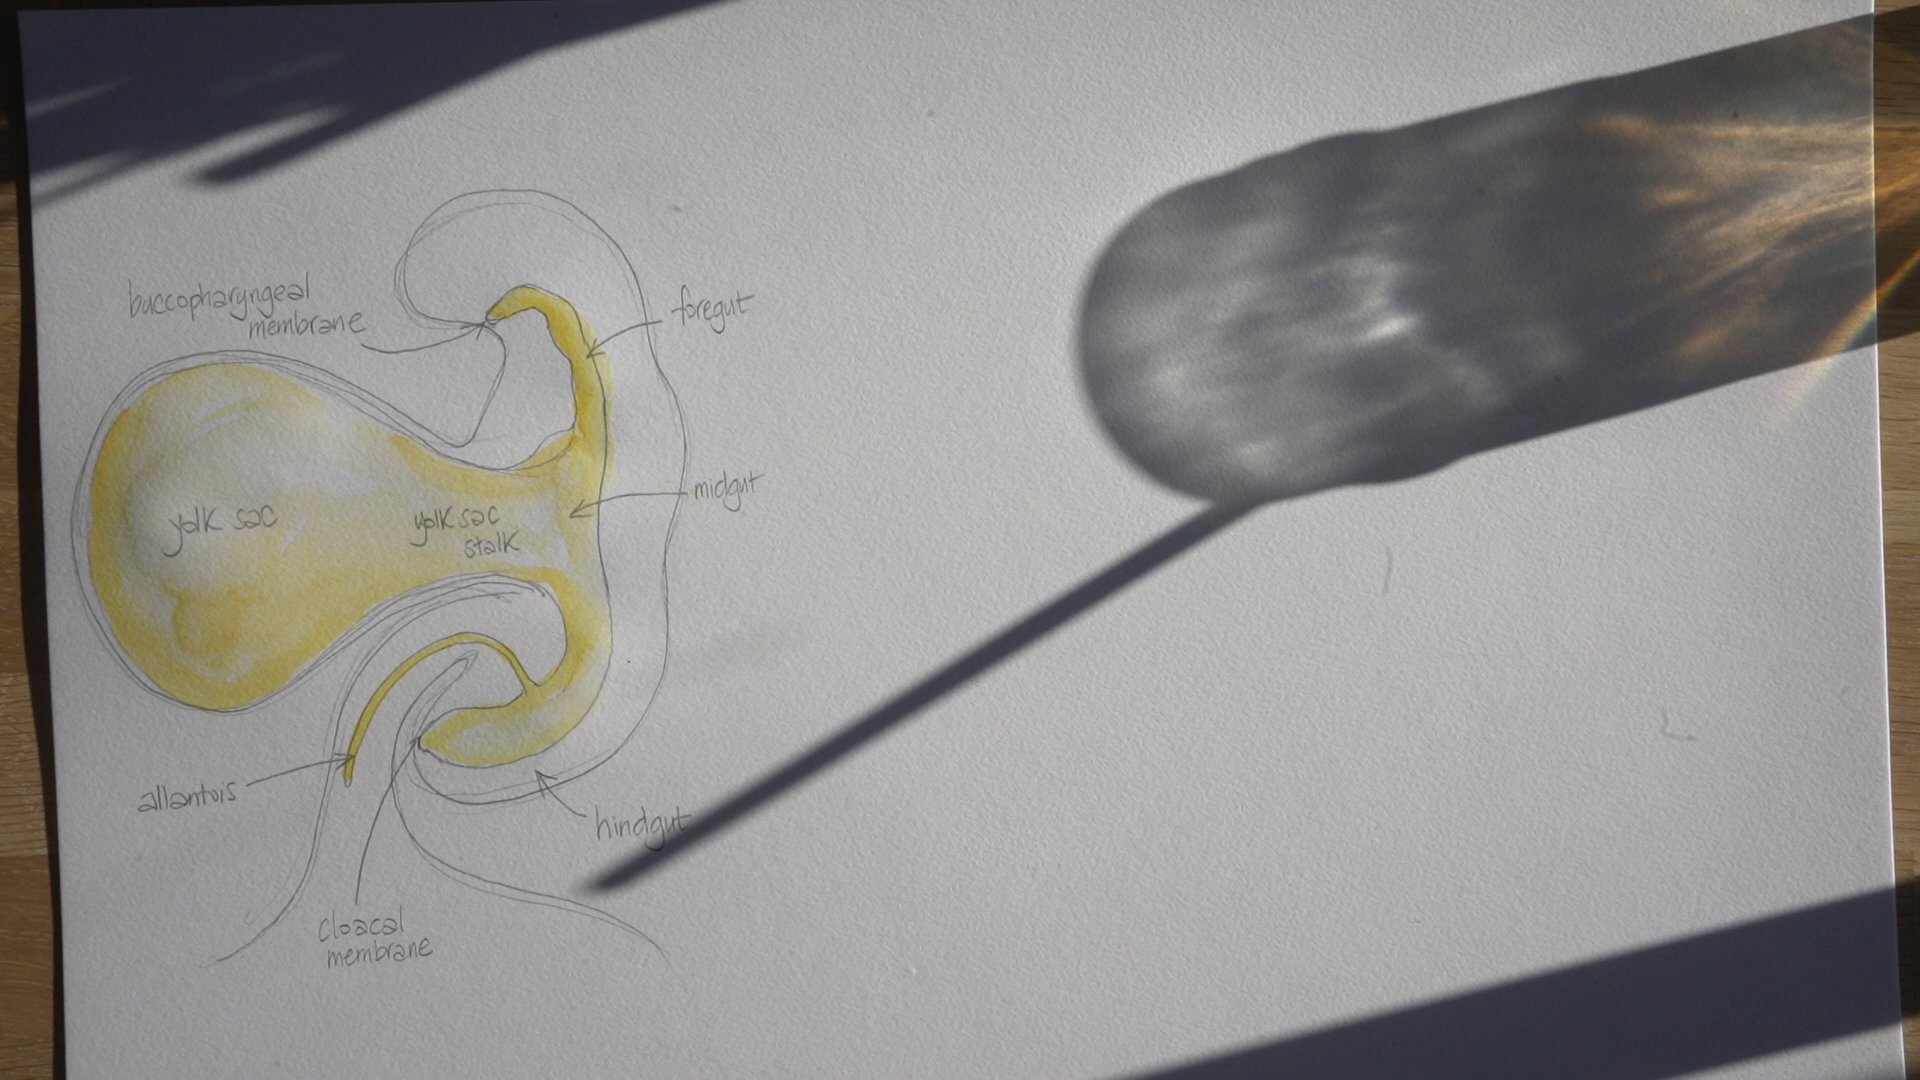 buccopharyngeal
membrane
foregut
midgut
yolk sac
yolk sac
stalk
allantois
hindgut
cloacal
membrane